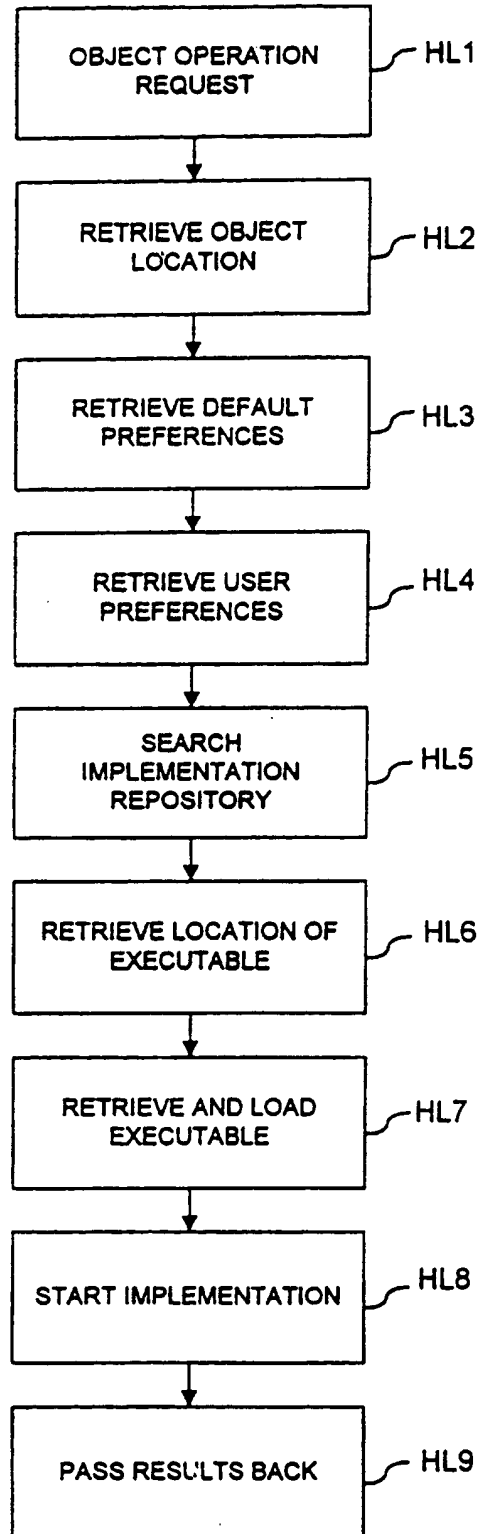 OBJECT OPERATION
REQUEST
HL1
RETRIEVE OBJECT
LOCATION
HL2
RETRIEVE DEFAULT
PREFERENCES
HL3
RETRIEVE USER
PREFERENCES
HL4
SEARCH
IMPLEMENTATION
REPOSITORY
HL5
RETRIEVE LOCATION OF
EXECUTABLE
HL6
RETRIEVE AND LOAD
EXECUTABLE
HL7
START IMPLEMENTATION
HL8
PASS RESULTS BACK
HL9